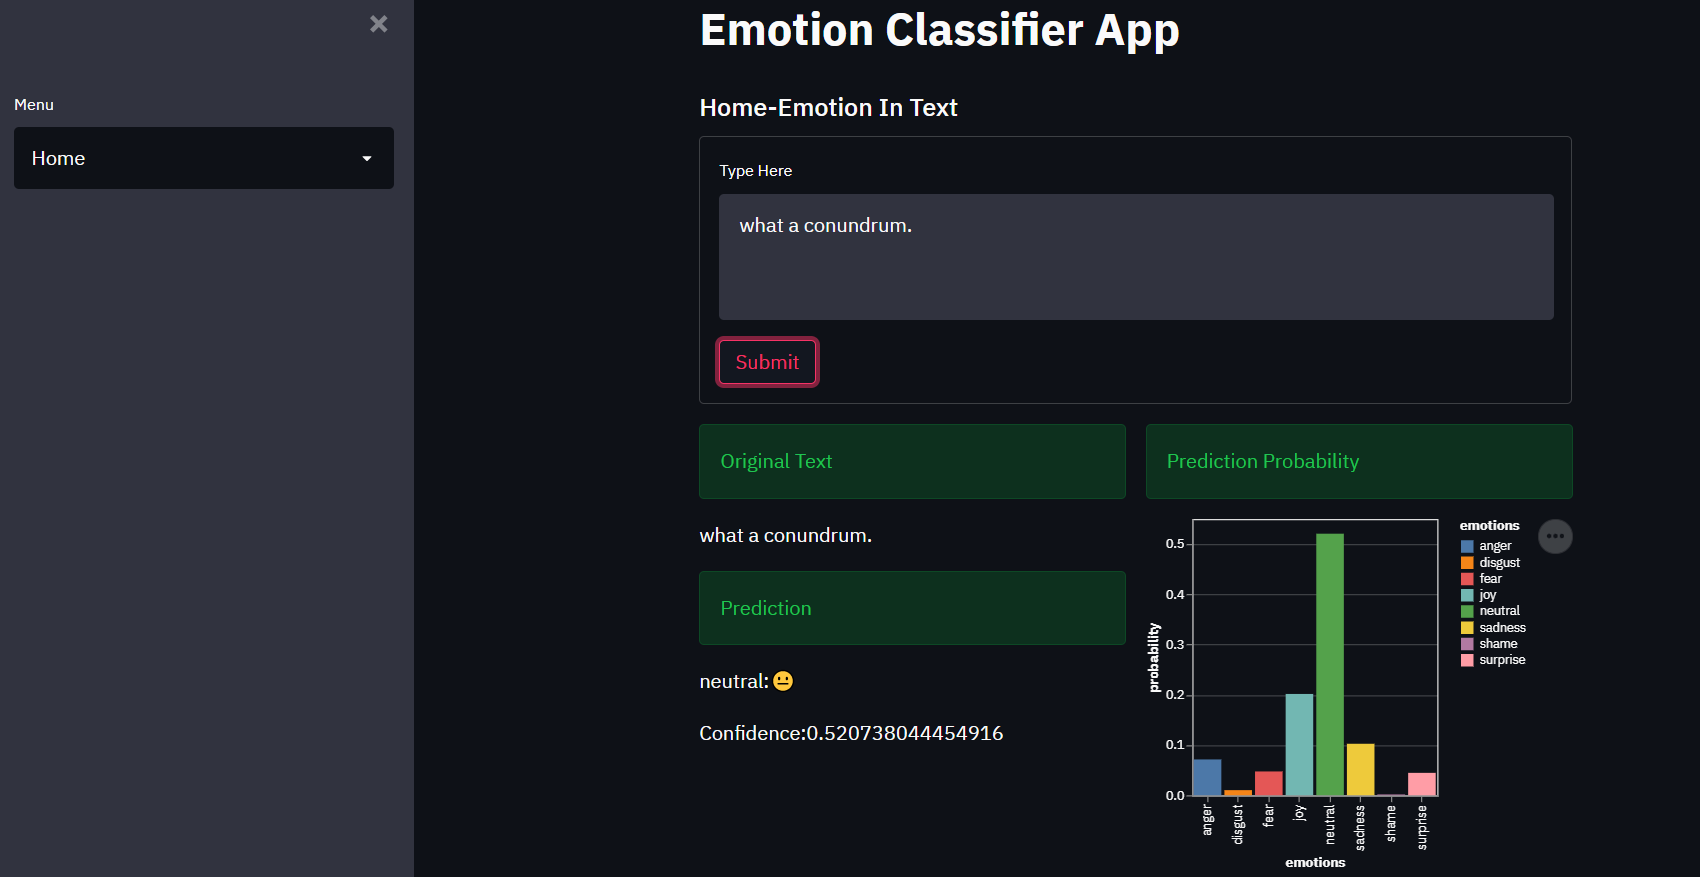 Menu
Home
Emotion Classifier App
Home-Emotion In Text
Type Here
what a conundrum.
Submit
Original Text
what a conundrum.
Prediction
neutral:😐
Confidence:0.520738044454916
Prediction Probability
probability
0.5
0.4
0.3
0.2
0.1
0.0
anger
disgust
fear
joy
neutral
sadness
shame
surprise
emotions
emotions
anger
disgust
fear
joy
neutral
sadness
shame
surprise